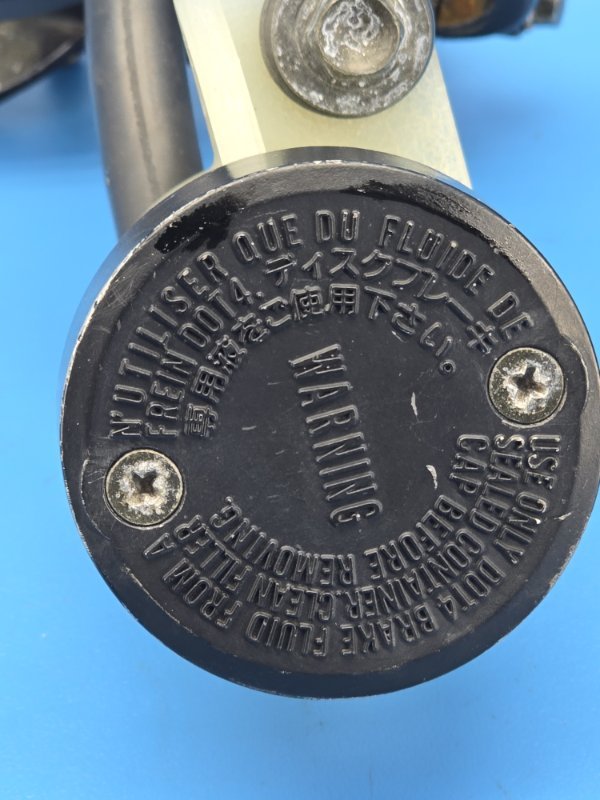 N'UTILISER QUE DU FLUIDE DE
FREIN DOT4. ディスクブレーキ
専用液をご使用下さい。
WARNING
USE ONLY DOT4 BRAKE FLUID FROM A
SEALED CONTAINER.CLEAN FILLER
CAP BEFORE REMOVING.